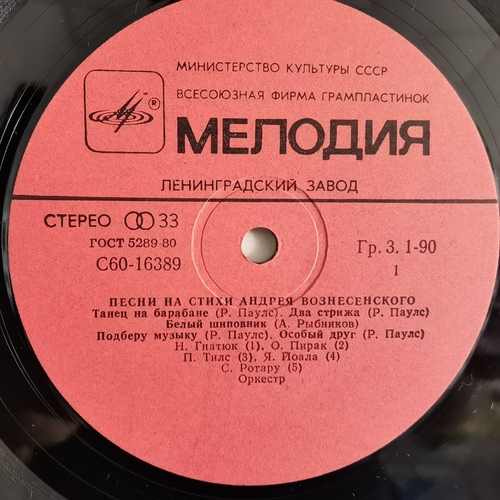 МИНИСТЕРСТВО КУЛЬТУРЫ СССР
ВСЕСОЮЗНАЯ ФИРМА ГРАМПЛАСТИНОК
®
МЕЛОДИЯ
ЛЕНИНГРАДСКИЙ ЗАВОД
СТЕРЕО 33
ГОСТ 5289-80
С60-16389
Гр. 3. 1-90
1
ПЕСНИ НА СТИХИ АНДРЕЯ ВОЗНЕСЕНСКОГО
Танец на барабане (Р. Паулс). Два стрижа (Р. Паулс)
Белый шиповник (А. Рыбников)
Подберу музыку (Р. Паулс). Особый друг (Р. Паулс)
Н. Гнатюк (1) О. Пирак (2)
П. Тилс (3), Я. Йоала (4)
С. Ротару (5)
Оркестр